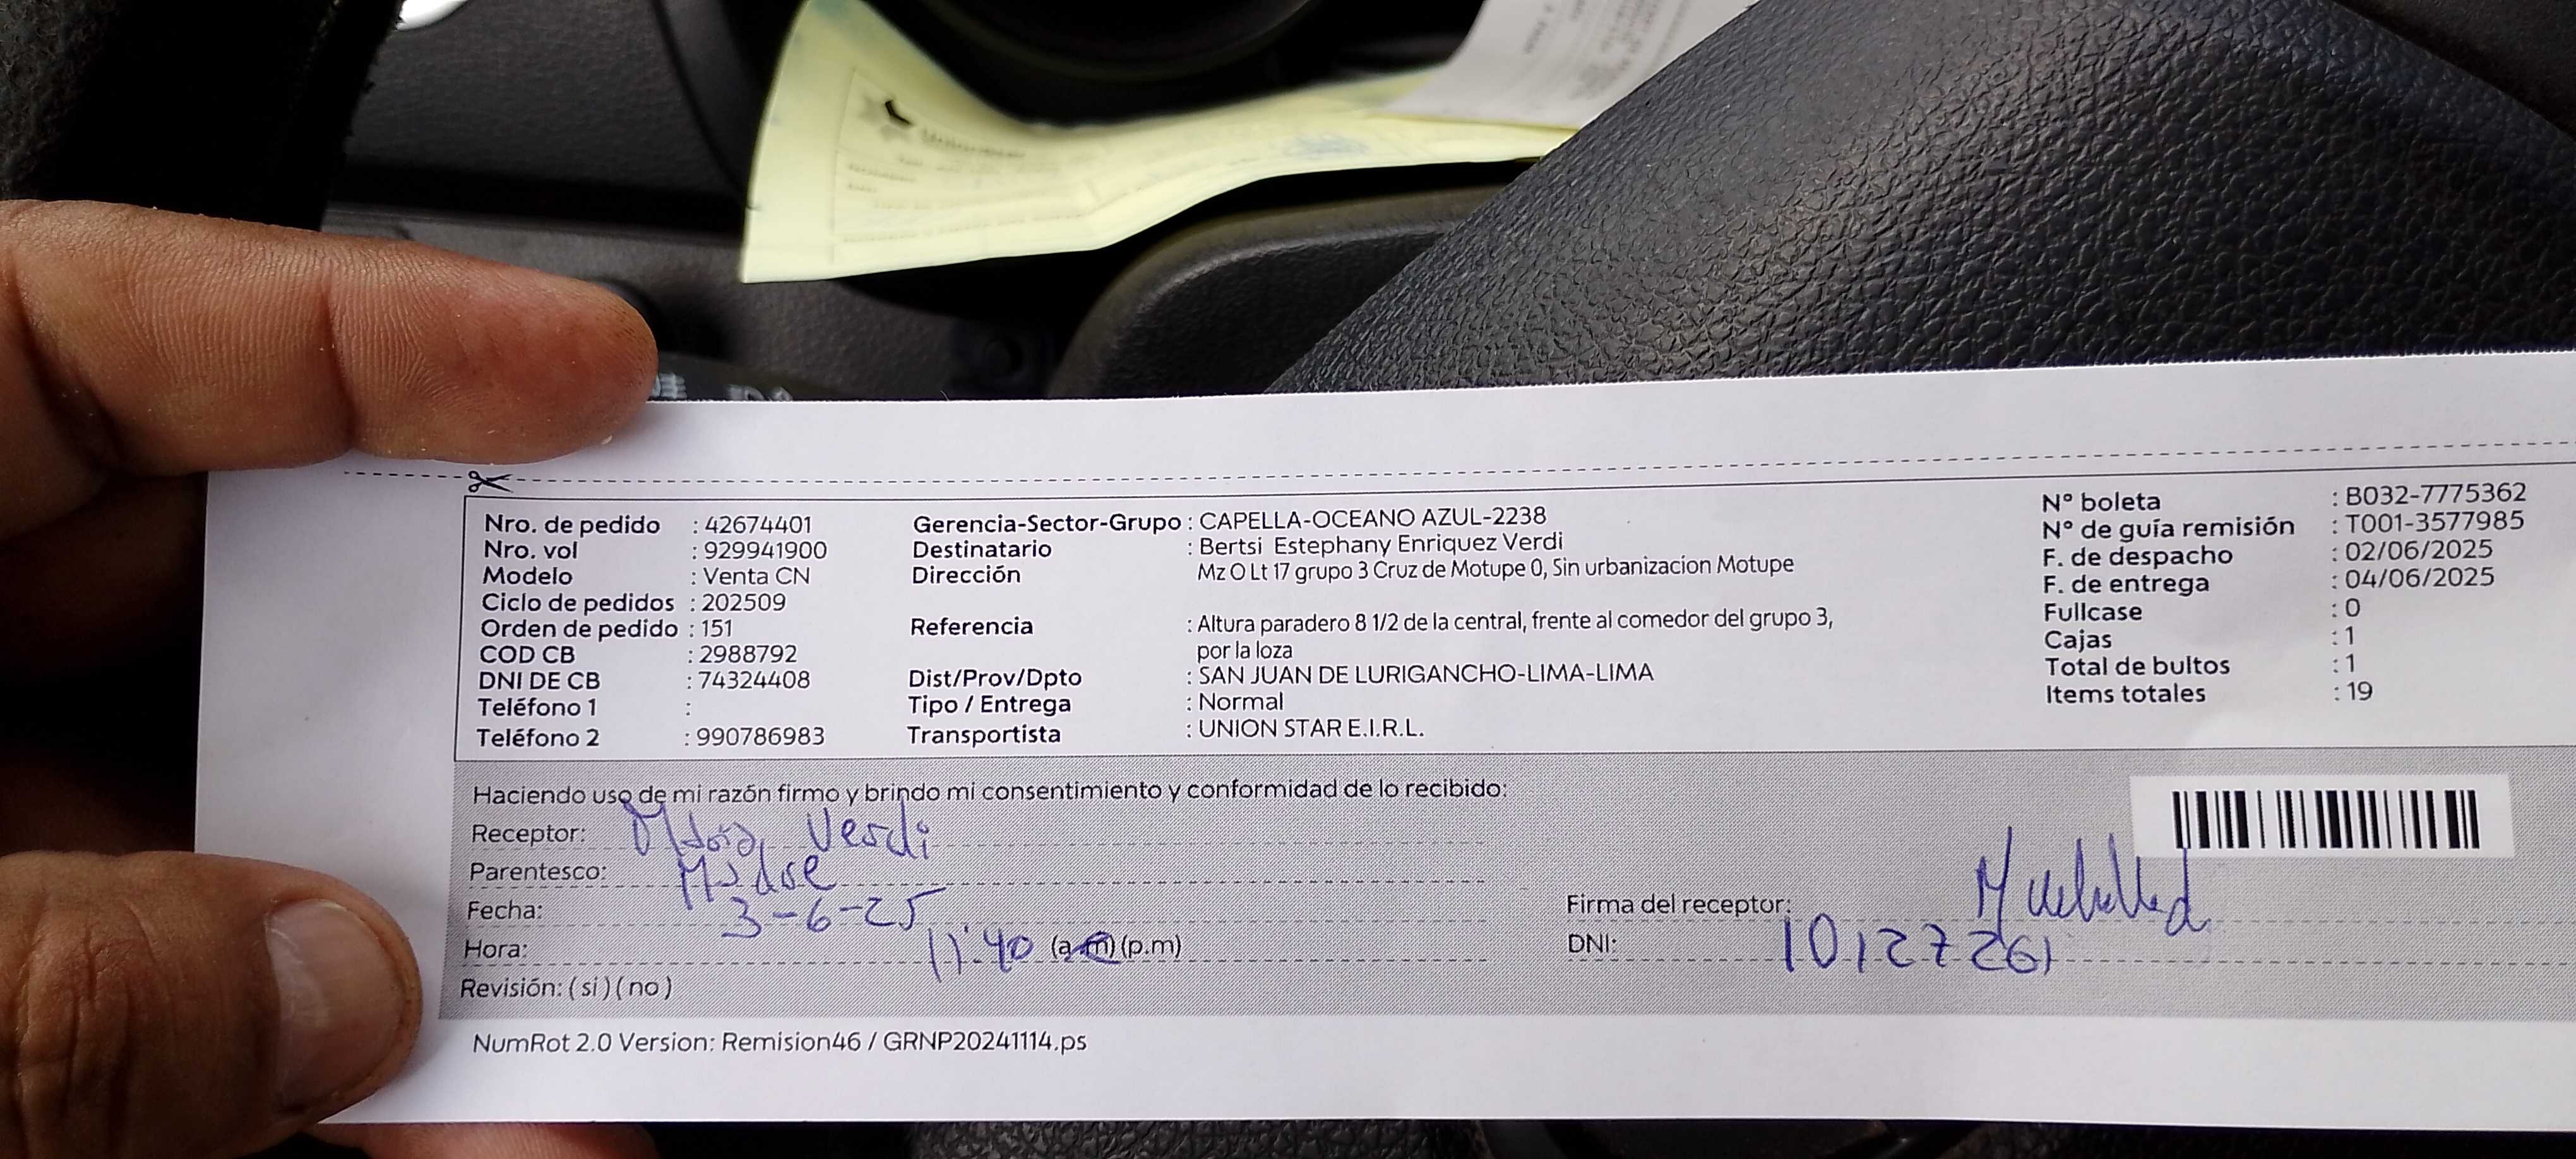 Nro. de pedido : 42674401
Nro. vol : 929941900
Modelo : Venta CN
Ciclo de pedidos : 202509
Orden de pedido : 151
COD CB : 2988792
DNI DE CB : 74324408
Teléfono 1 :
Teléfono 2 : 990786983
Gerencia-Sector-Grupo : CAPELLA-OCEANO AZUL-2238
Destinatario : Bertsi Estephany Enriquez Verdi
Dirección Mz O Lt 17 grupo 3 Cruz de Motupe 0, Sin urbanizacion Motupe
Referencia : Altura paradero 8 1/2 de la central, frente al comedor del grupo 3,
por la loza
Dist/Prov/Dpto : SAN JUAN DE LURIGANCHO-LIMA-LIMA
Tipo / Entrega : Normal
Transportista : UNION STAR E.I.R.L.
N° boleta : B032-7775362
N° de guía remisión : T001-3577985
F. de despacho : 02/06/2025
F. de entrega : 04/06/2025
Fullcase : 0
Cajas : 1
Total de bultos : 1
Items totales : 19
Haciendo uso de mi razón firmo y brindo mi consentimiento y conformidad de lo recibido:
Receptor: Maria Verdi
Parentesco: Madre
Fecha: 3-6-25
Hora: 11:40 (a.m) (p.m)
Revisión: ( si ) ( no )
Firma del receptor:
DNI: 10127261
NumRot 2.0 Version: Remision46 / GRNP20241114.ps